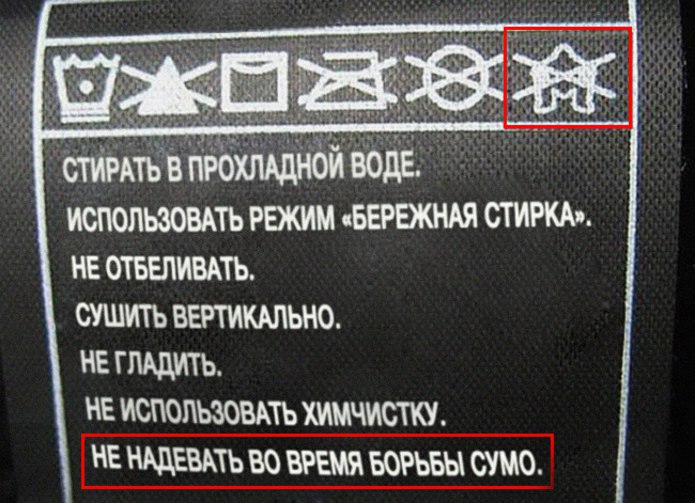 СТИРАТЬ В ПРОХЛАДНОЙ ВОДЕ.
ИСПОЛЬЗОВАТЬ РЕЖИМ «БЕРЕЖНАЯ СТИРКА».
НЕ ОТБЕЛИВАТЬ.
СУШИТЬ ВЕРТИКАЛЬНО.
НЕ ГЛАДИТЬ.
НЕ ИСПОЛЬЗОВАТЬ ХИМЧИСТКУ.
НЕ НАДЕВАТЬ ВО ВРЕМЯ БОРЬБЫ СУМО.